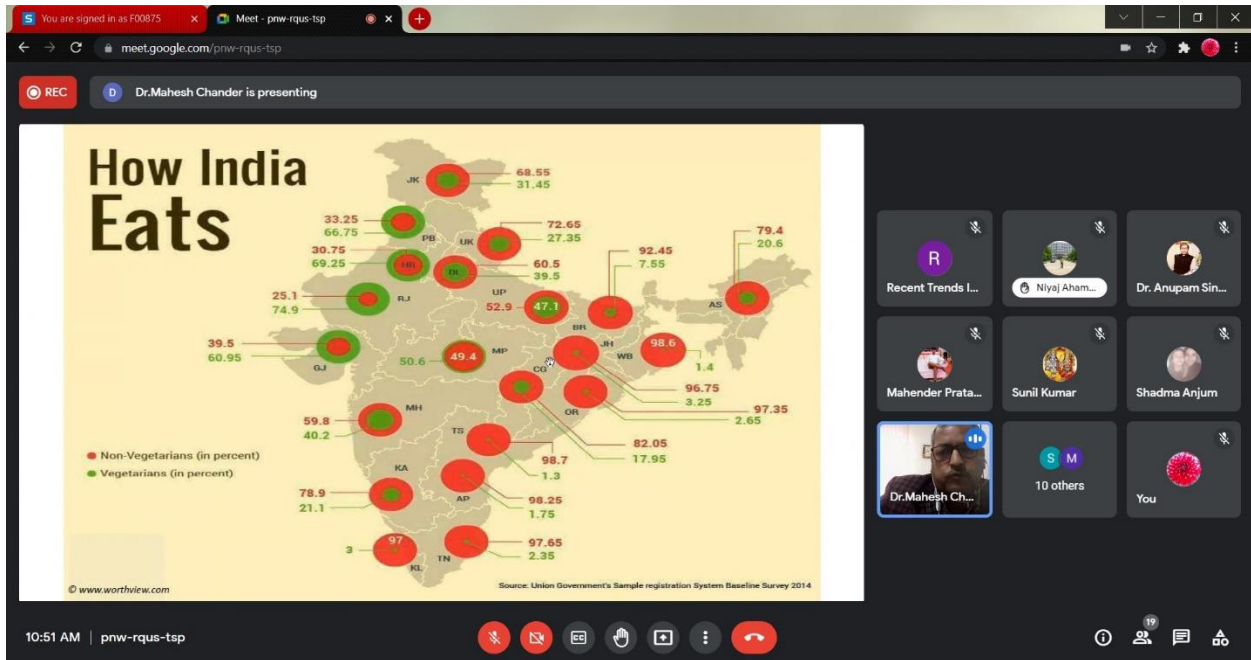 You are signed in as F00875
Meet - pnw-rqus-tsp
meet.google.com/pnw-rqus-tsp
REC
D
Dr.Mahesh Chander is presenting
How India
Eats
JK
68.55
31.45
33.25
66.75
PB
UK
72.65
27.35
30.75
69.25
HR
DL
60.5
39.5
92.45
7.55
79.4
20.6
AS
25.1
74.9
RJ
UP
52.9
47.1
BR
39.5
60.95
GJ
50.6
49.4
MP
JH
WB
98.6
1.4
CG
96.75
3.25
OR
97.35
2.65
59.8
40.2
MH
TS
82.05
17.95
98.7
1.3
Non-Vegetarians (in percent)
Vegetarians (in percent)
KA
78.9
21.1
AP
98.25
1.75
97
3
KL
TN
97.65
2.35
© www.worthview.com
Source: Union Government's Sample registration System Baseline Survey 2014
R
Recent Trends I...
Niyaj Aham...
Dr. Anupam Sin...
Mahender Prata...
Sunil Kumar
Shadma Anjum
Dr.Mahesh Ch...
S M
10 others
You
10:51 AM | pnw-rqus-tsp
CC
19